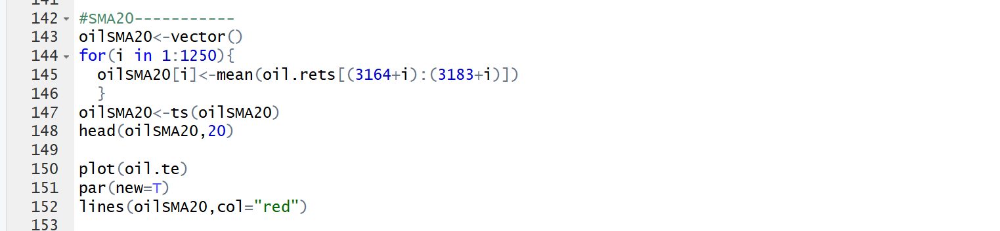 141
142 #SMA20-----------
143 oilSMA20<-vector()
144 for(i in 1:1250){
145   oilSMA20[i]<-mean(oil.rets[(3164+i):(3183+i)])
146   }
147 oilSMA20<-ts(oilSMA20)
148 head(oilSMA20,20)
149
150 plot(oil.te)
151 par(new=T)
152 lines(oilSMA20,col="red")
153